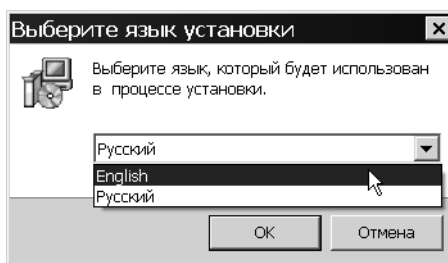 Выберите язык установки
Выберите язык, который будет использован
в процессе установки.
Русский
English
Русский
OK
Отмена